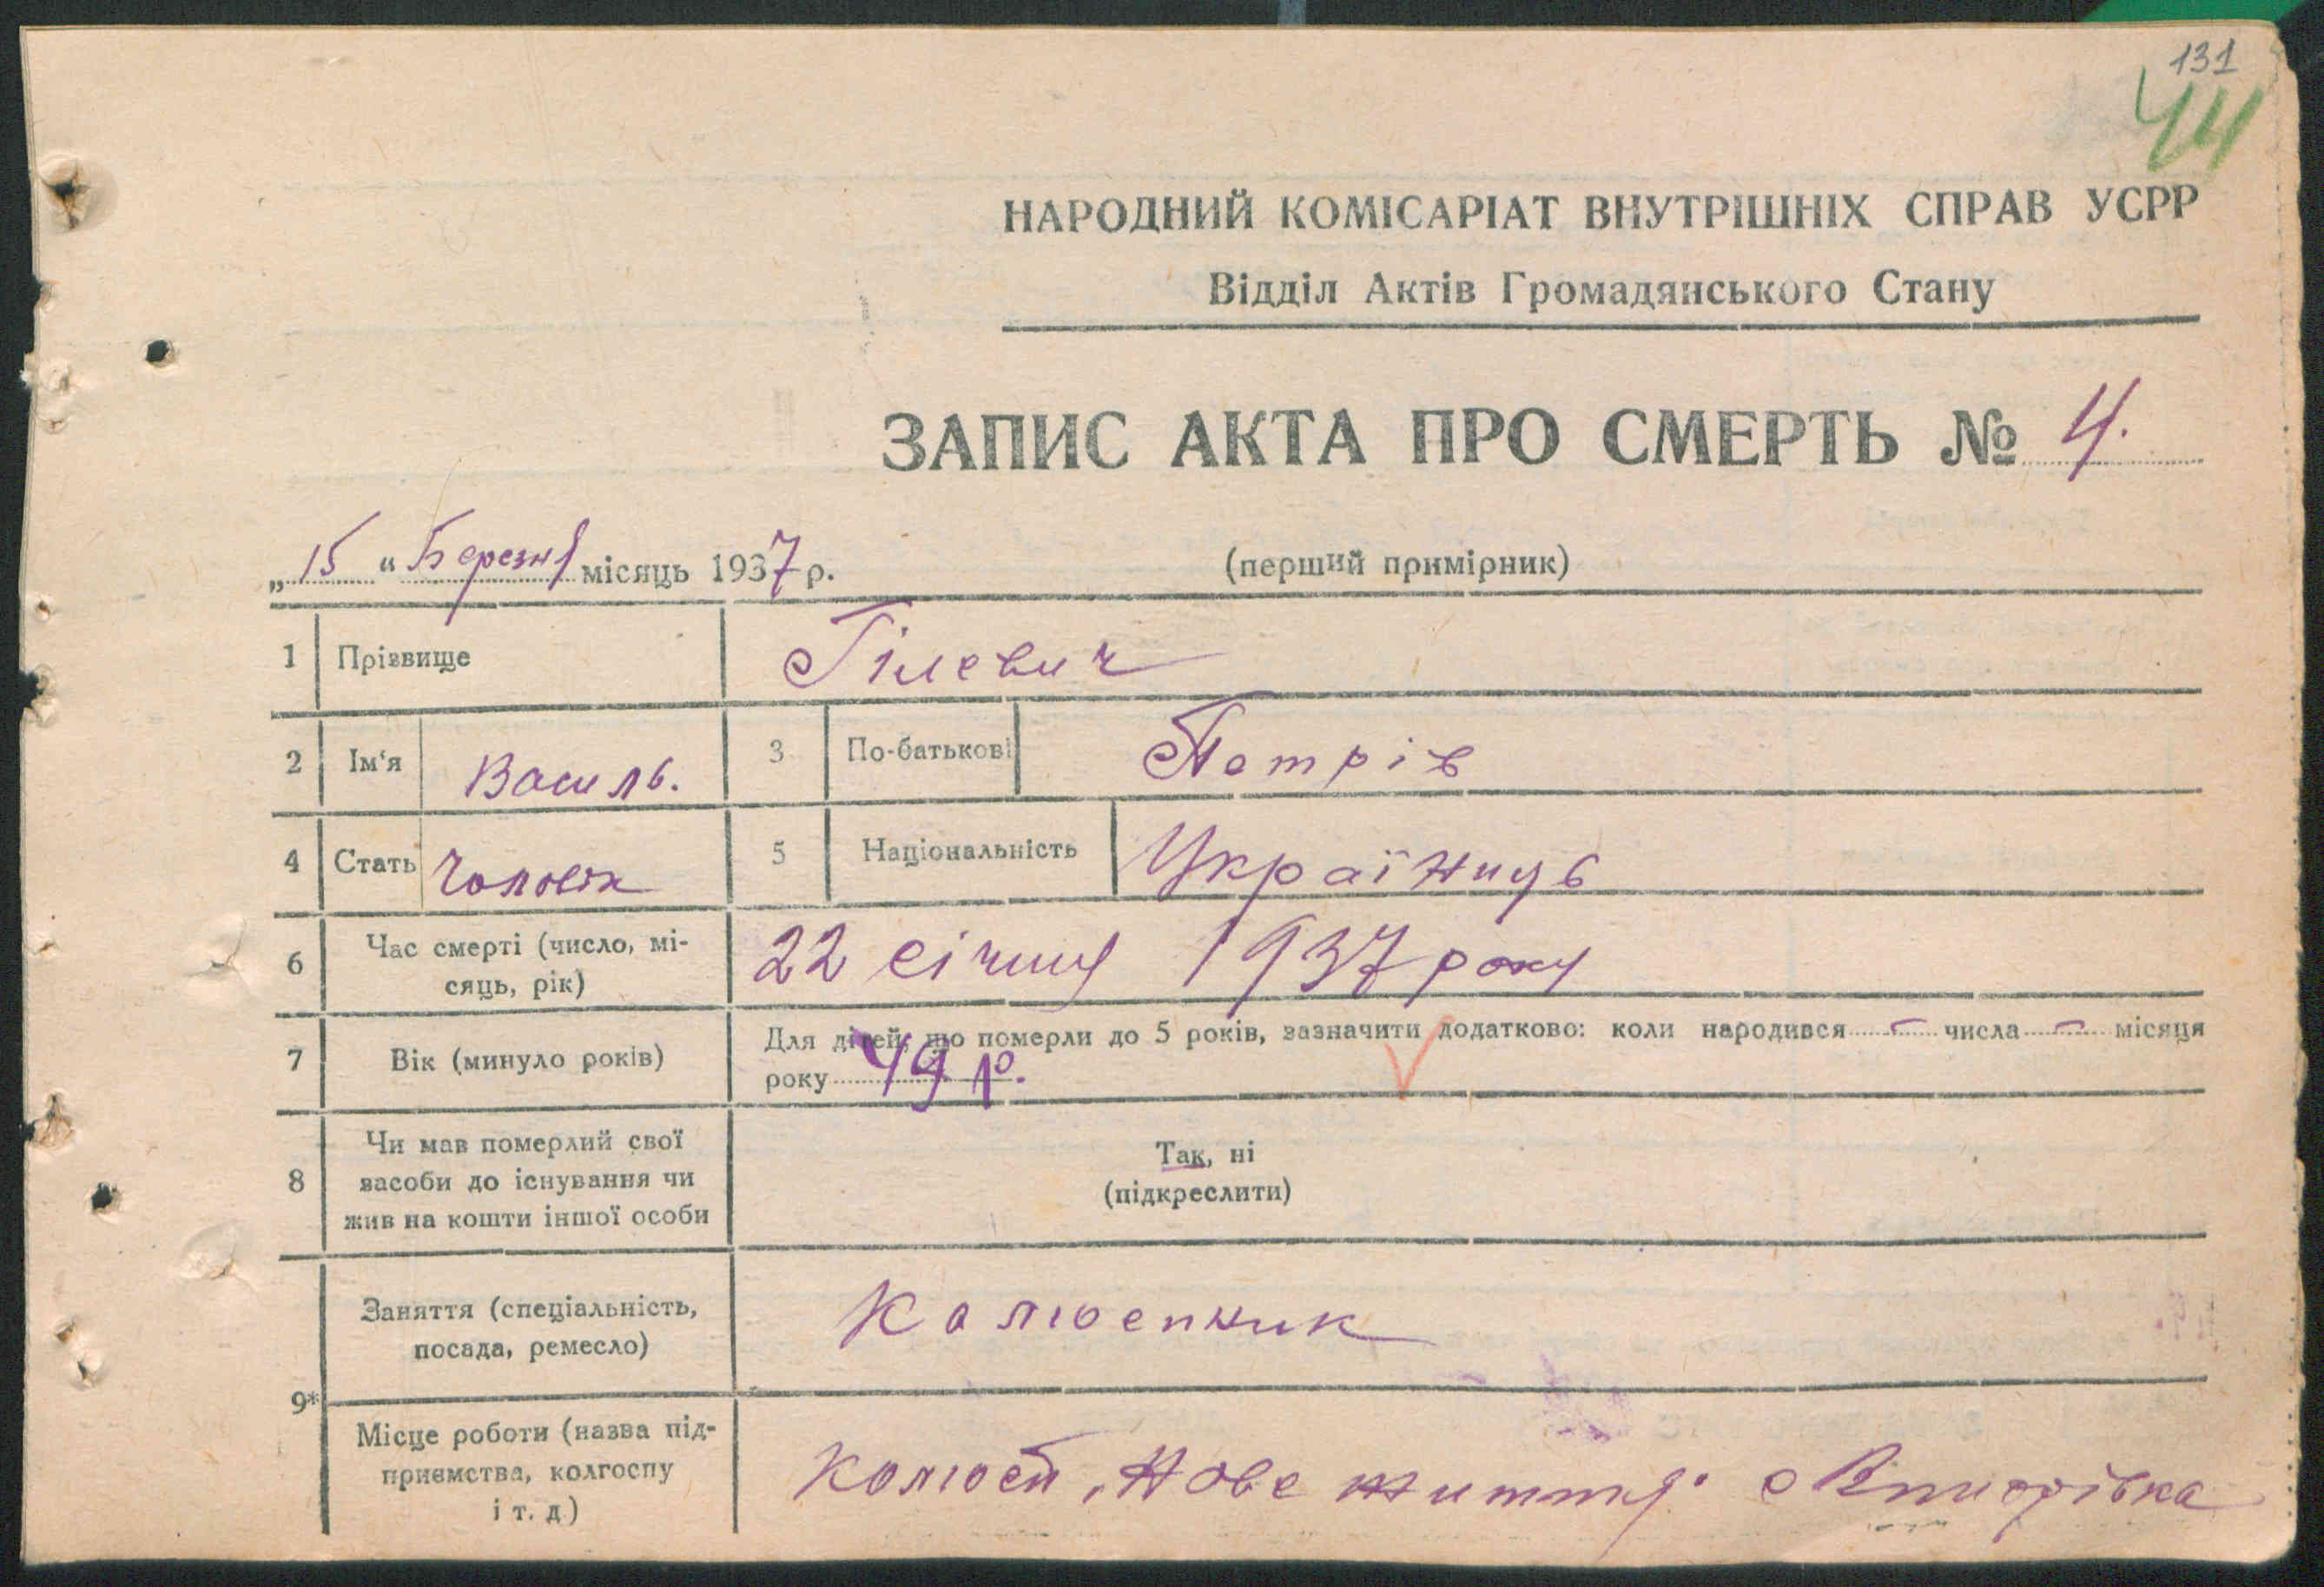 131
44
НАРОДНИЙ КОМІСАРІАТ ВНУТРІШНІХ СПРАВ УСРР
Відділ Актів Громадянського Стану
ЗАПИС АКТА ПРО СМЕРТЬ № 4.
„15“ Березня місяць 1937 р.
(перший примірник)
1 Прізвище Гілевич
2 Ім‘я Василь. 3 По-батькові Петрів
4 Стать Чоловік 5 Національність Україниць
6 Час смерті (число, мі-
сяць, рік)
22 січня 1937 року
7 Вік (минуло років)
Для дітей, що померли до 5 років, зазначити додатково: коли народився - числа - місяця
року 49 р.
8 Чи мав померлий свої
засоби до існування чи
жив на кошти іншої особи
Так, ні
(підкреслити)
9* Заняття (спеціальність,
посада, ремесло)
Колгоспник
Місце роботи (назва під-
приємства, колгоспу
і т. д)
Колгосп „Нове життя"